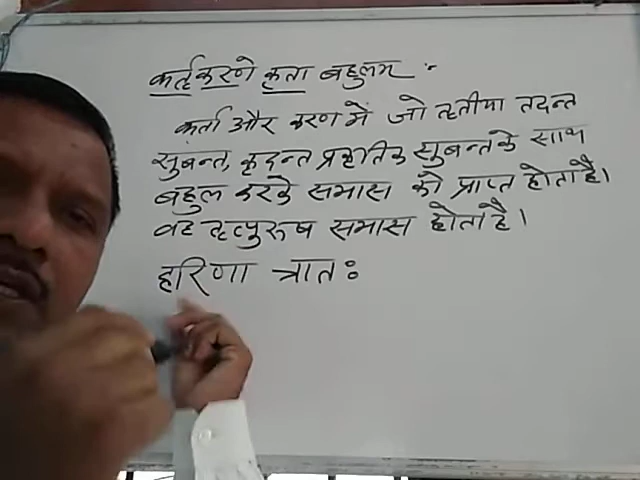 कर्तृकरणे कृता बहुलम् :-
कर्ता और करण में जो तृतीया तदन्त
सुबन्त, कृदन्त प्रकृतिक सुबन्त के साथ
बहुल करके समास को प्राप्त होता है।
वह तत्पुरुष समास होता है।
हरिणा त्रातः